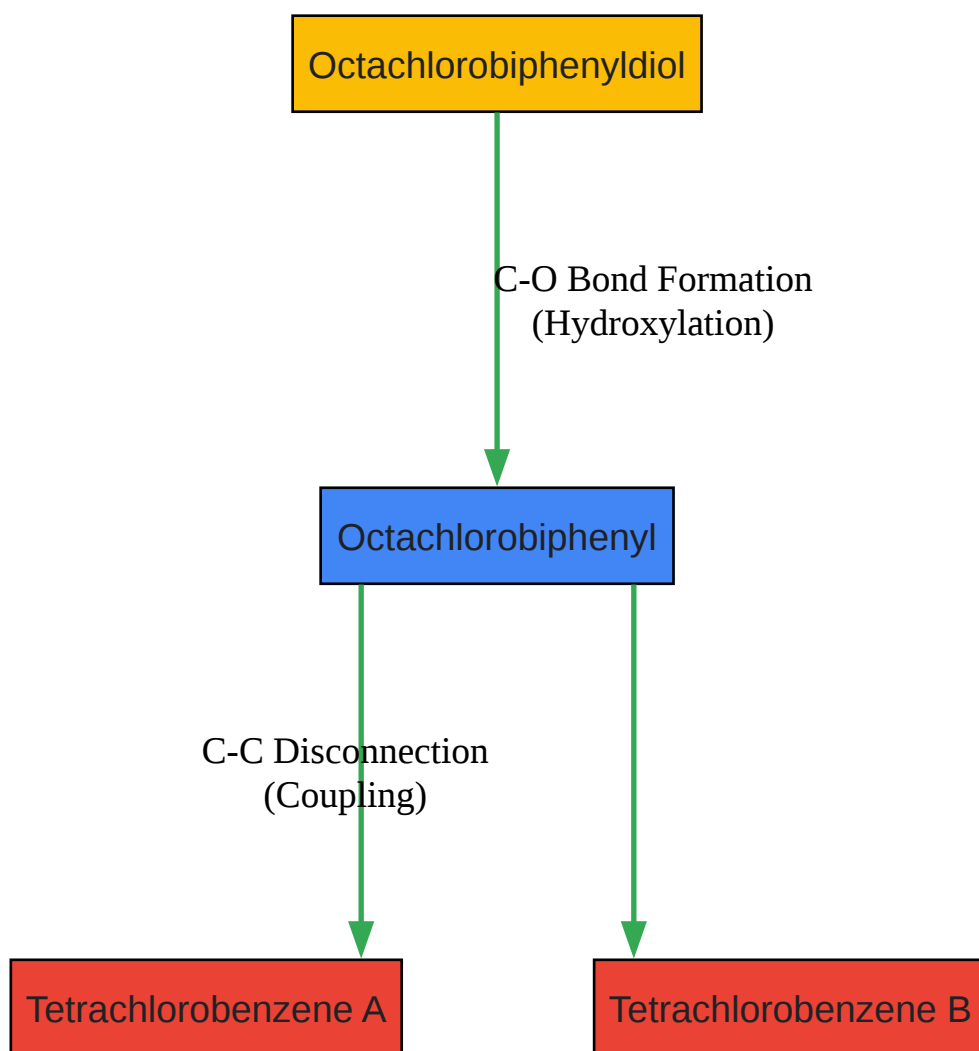 Octachlorobiphenyldiol
C-O Bond Formation
(Hydroxylation)
Octachlorobiphenyl
C-C Disconnection
(Coupling)
Tetrachlorobenzene A
Tetrachlorobenzene B